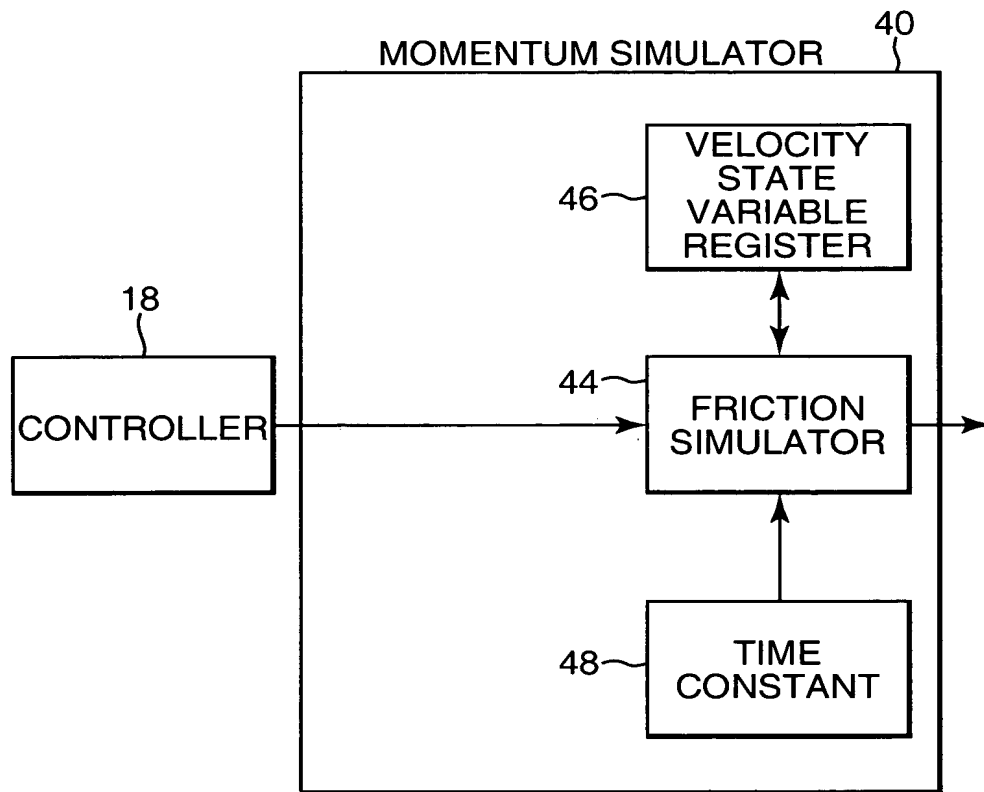 40
MOMENTUM SIMULATOR
VELOCITY
STATE
VARIABLE
REGISTER
46
18
CONTROLLER
44
FRICTION
SIMULATOR
48
TIME
CONSTANT